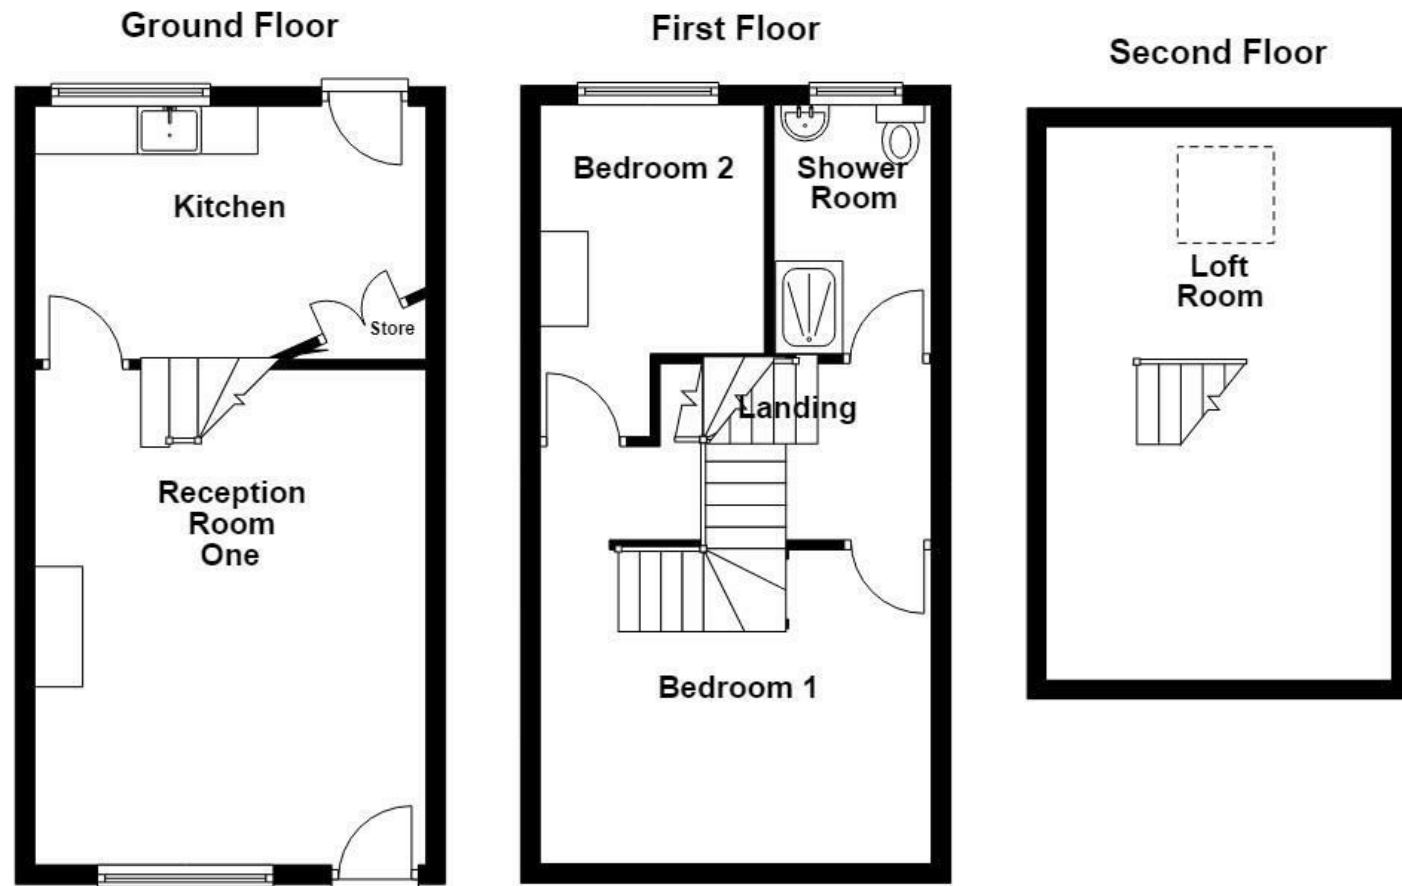 Ground Floor
Kitchen
Store
Reception
Room
One
First Floor
Bedroom 2
Shower
Room
Landing
Bedroom 1
Second Floor
Loft
Room